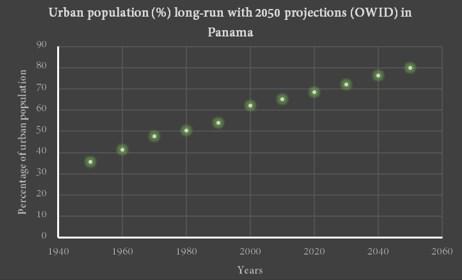 Urban population (%) long-run with 2050 projections (OWID) in
Panama
90
80
70
60
50
40
30
20
10
0
Percentage of urban population
1940 1960 1980 2000 2020 2040 2060
Years